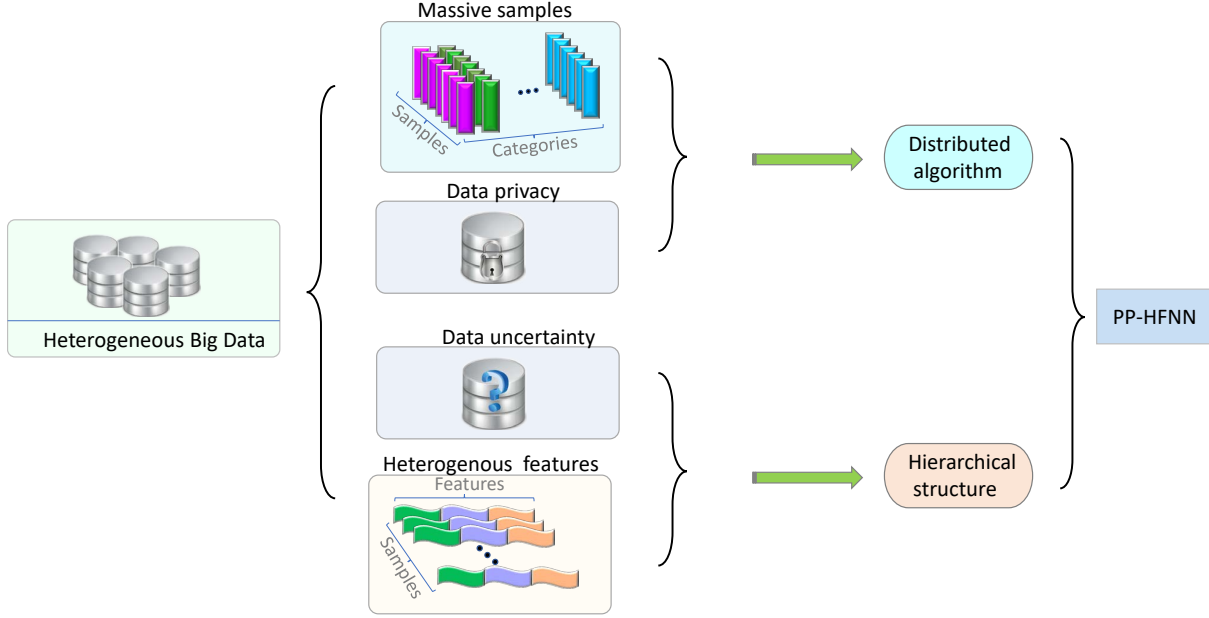 Massive samples
Samples
Categories
Data privacy
Heterogeneous Big Data
Data uncertainty
Heterogenous features
Features
Samples
Distributed
algorithm
Hierarchical
structure
PP-HFNN